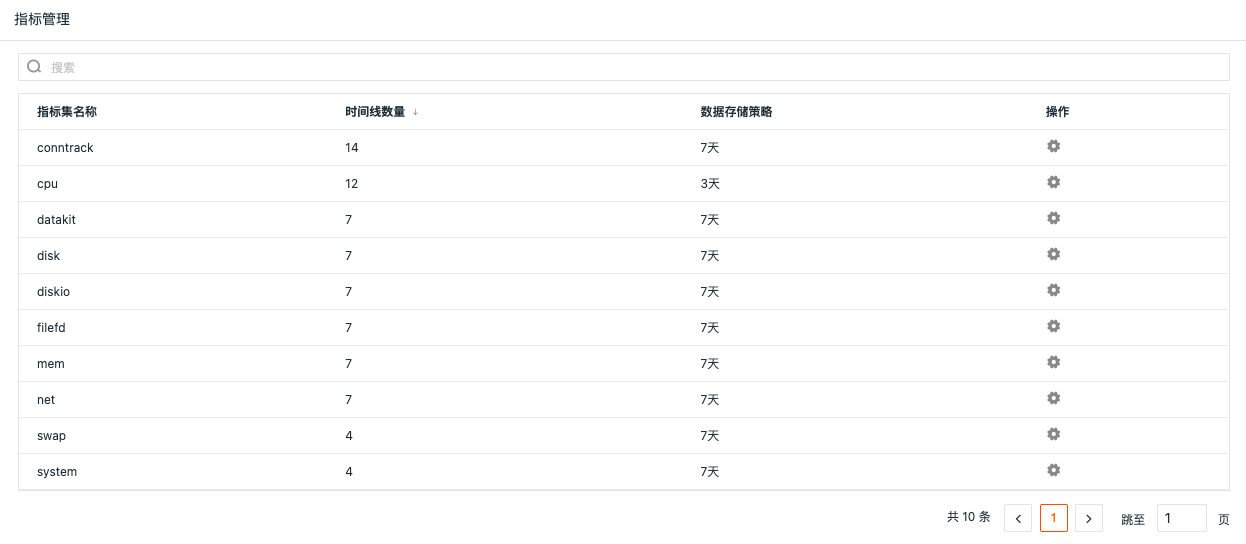 指标管理
搜索
指标集名称 时间线数量 ↓ 数据存储策略 操作
conntrack 14 7天
cpu 12 3天
datakit 7 7天
disk 7 7天
diskio 7 7天
filefd 7 7天
mem 7 7天
net 7 7天
swap 4 7天
system 4 7天
共 10 条 1 跳至 1 页